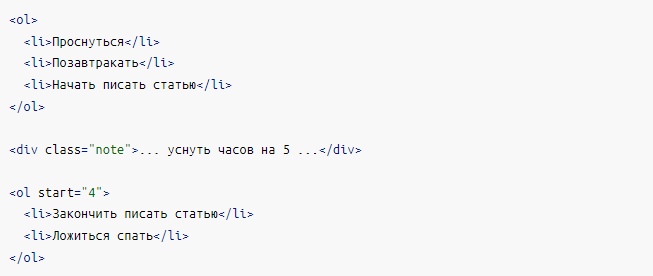 <ol>
<li>Проснуться</li>
<li>Позавтракать</li>
<li>Начать писать статью</li>
</ol>
<div class="note">... уснуть часов на 5 ...</div>
<ol start="4">
<li>Закончить писать статью</li>
<li>Ложиться спать</li>
</ol>